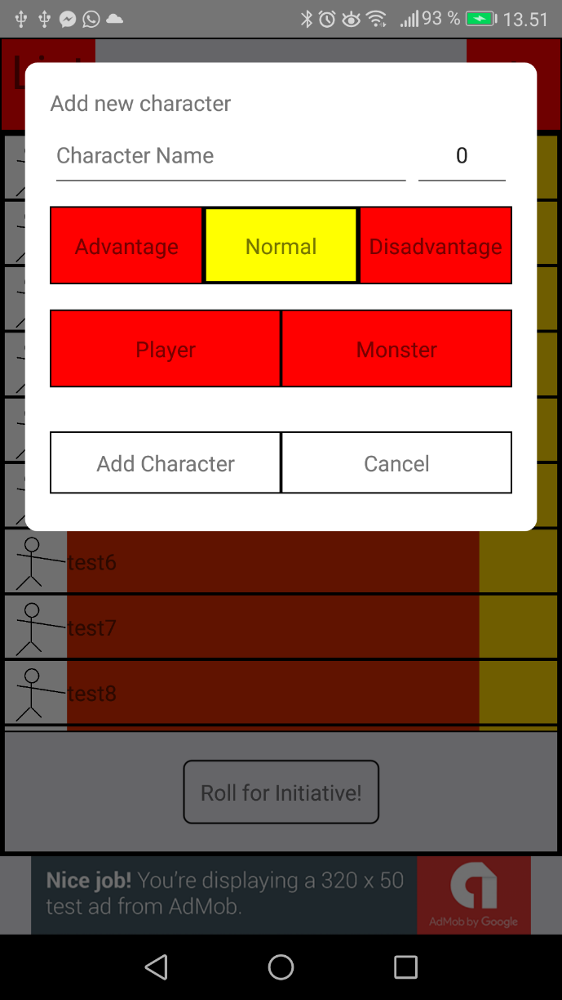 93 % 13.51
Add new character
Character Name 0
Advantage Normal Disadvantage
Player Monster
Add Character Cancel
test6
test7
test8
Roll for Initiative!
Nice job! You're displaying a 320 x 50
test ad from AdMob.
AdMob by Google